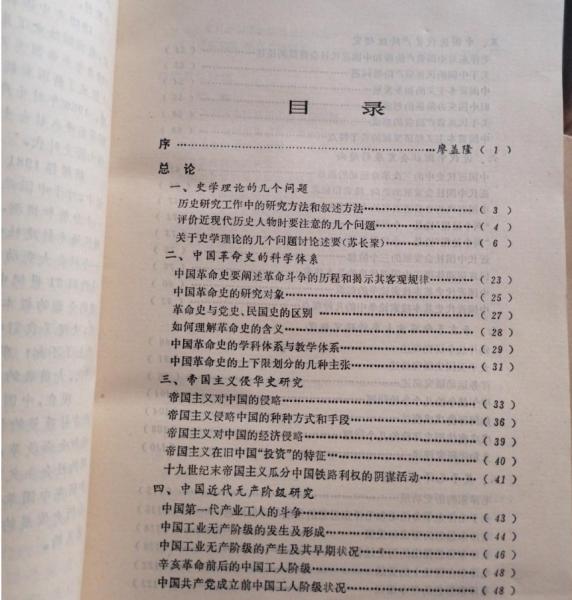 目 录
序……………………………………………廖盖隆(1)
总 论
一、史学理论的几个问题
历史研究工作中的研究方法和叙述方法………………(3)
评价近现代历史人物时要注意的几个问题………………(4)
关于史学理论的几个问题讨论述要(苏长聚)………………(6)
二、中国革命史的科学体系
中国革命史要阐述革命斗争的历程和揭示其客观规律………(23)
中国革命史的研究对象………………………………(25)
革命史与党史、民国史的区别………………………(27)
如何理解革命史的含义………………………………(28)
中国革命史的学科体系与教学体系……………………(29)
中国革命史的上下限划分的几种主张…………………(31)
三、帝国主义侵华史研究
帝国主义对中国的侵略………………………………(33)
帝国主义侵略中国的种种方式和手段…………………(36)
帝国主义对中国的经济侵略…………………………(39)
帝国主义在旧中国“投资”的特征……………………(40)
十九世纪末帝国主义瓜分中国铁路利权的阴谋活动………(41)
四、中国近代无产阶级研究
中国第一代产业工人的斗争…………………………(43)
中国工业无产阶级的发生及形成……………………(44)
中国工业无产阶级的产生及其早期状况………………(46)
辛亥革命前后的中国工人阶级………………………(48)
中国共产党成立前中国工人阶级状况…………………(48)